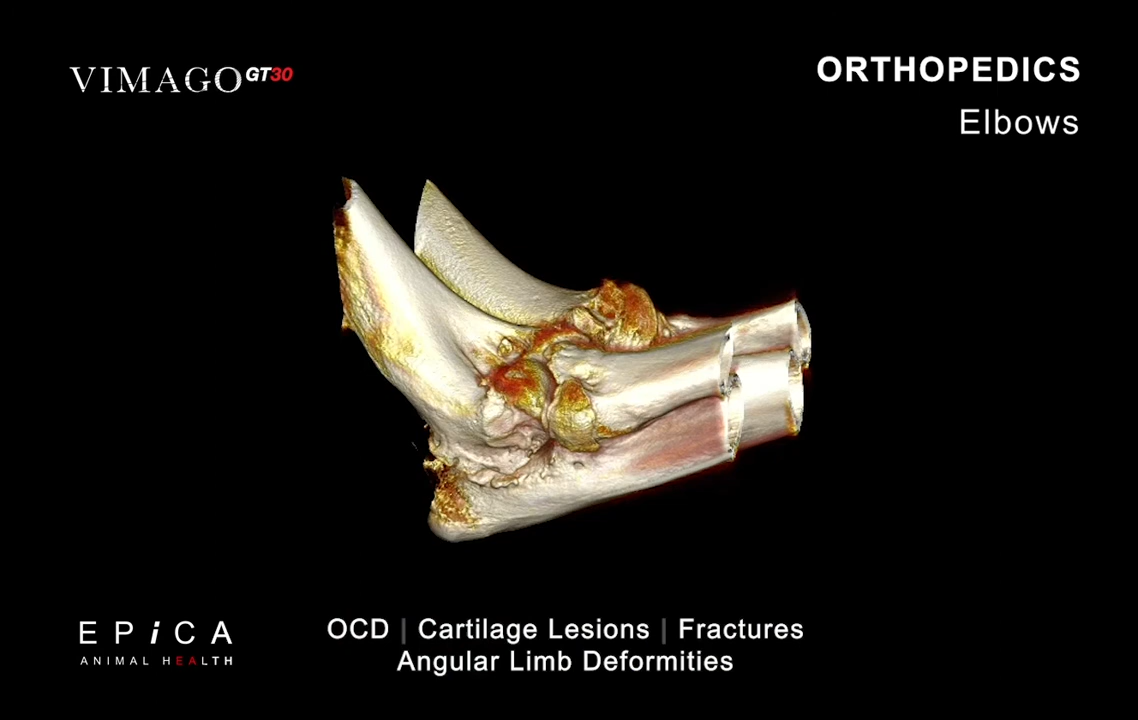 VIMAGO GT30
ORTHOPEDICS
Elbows
EPiCA
ANIMAL HEALTH
OCD | Cartilage Lesions | Fractures
Angular Limb Deformities